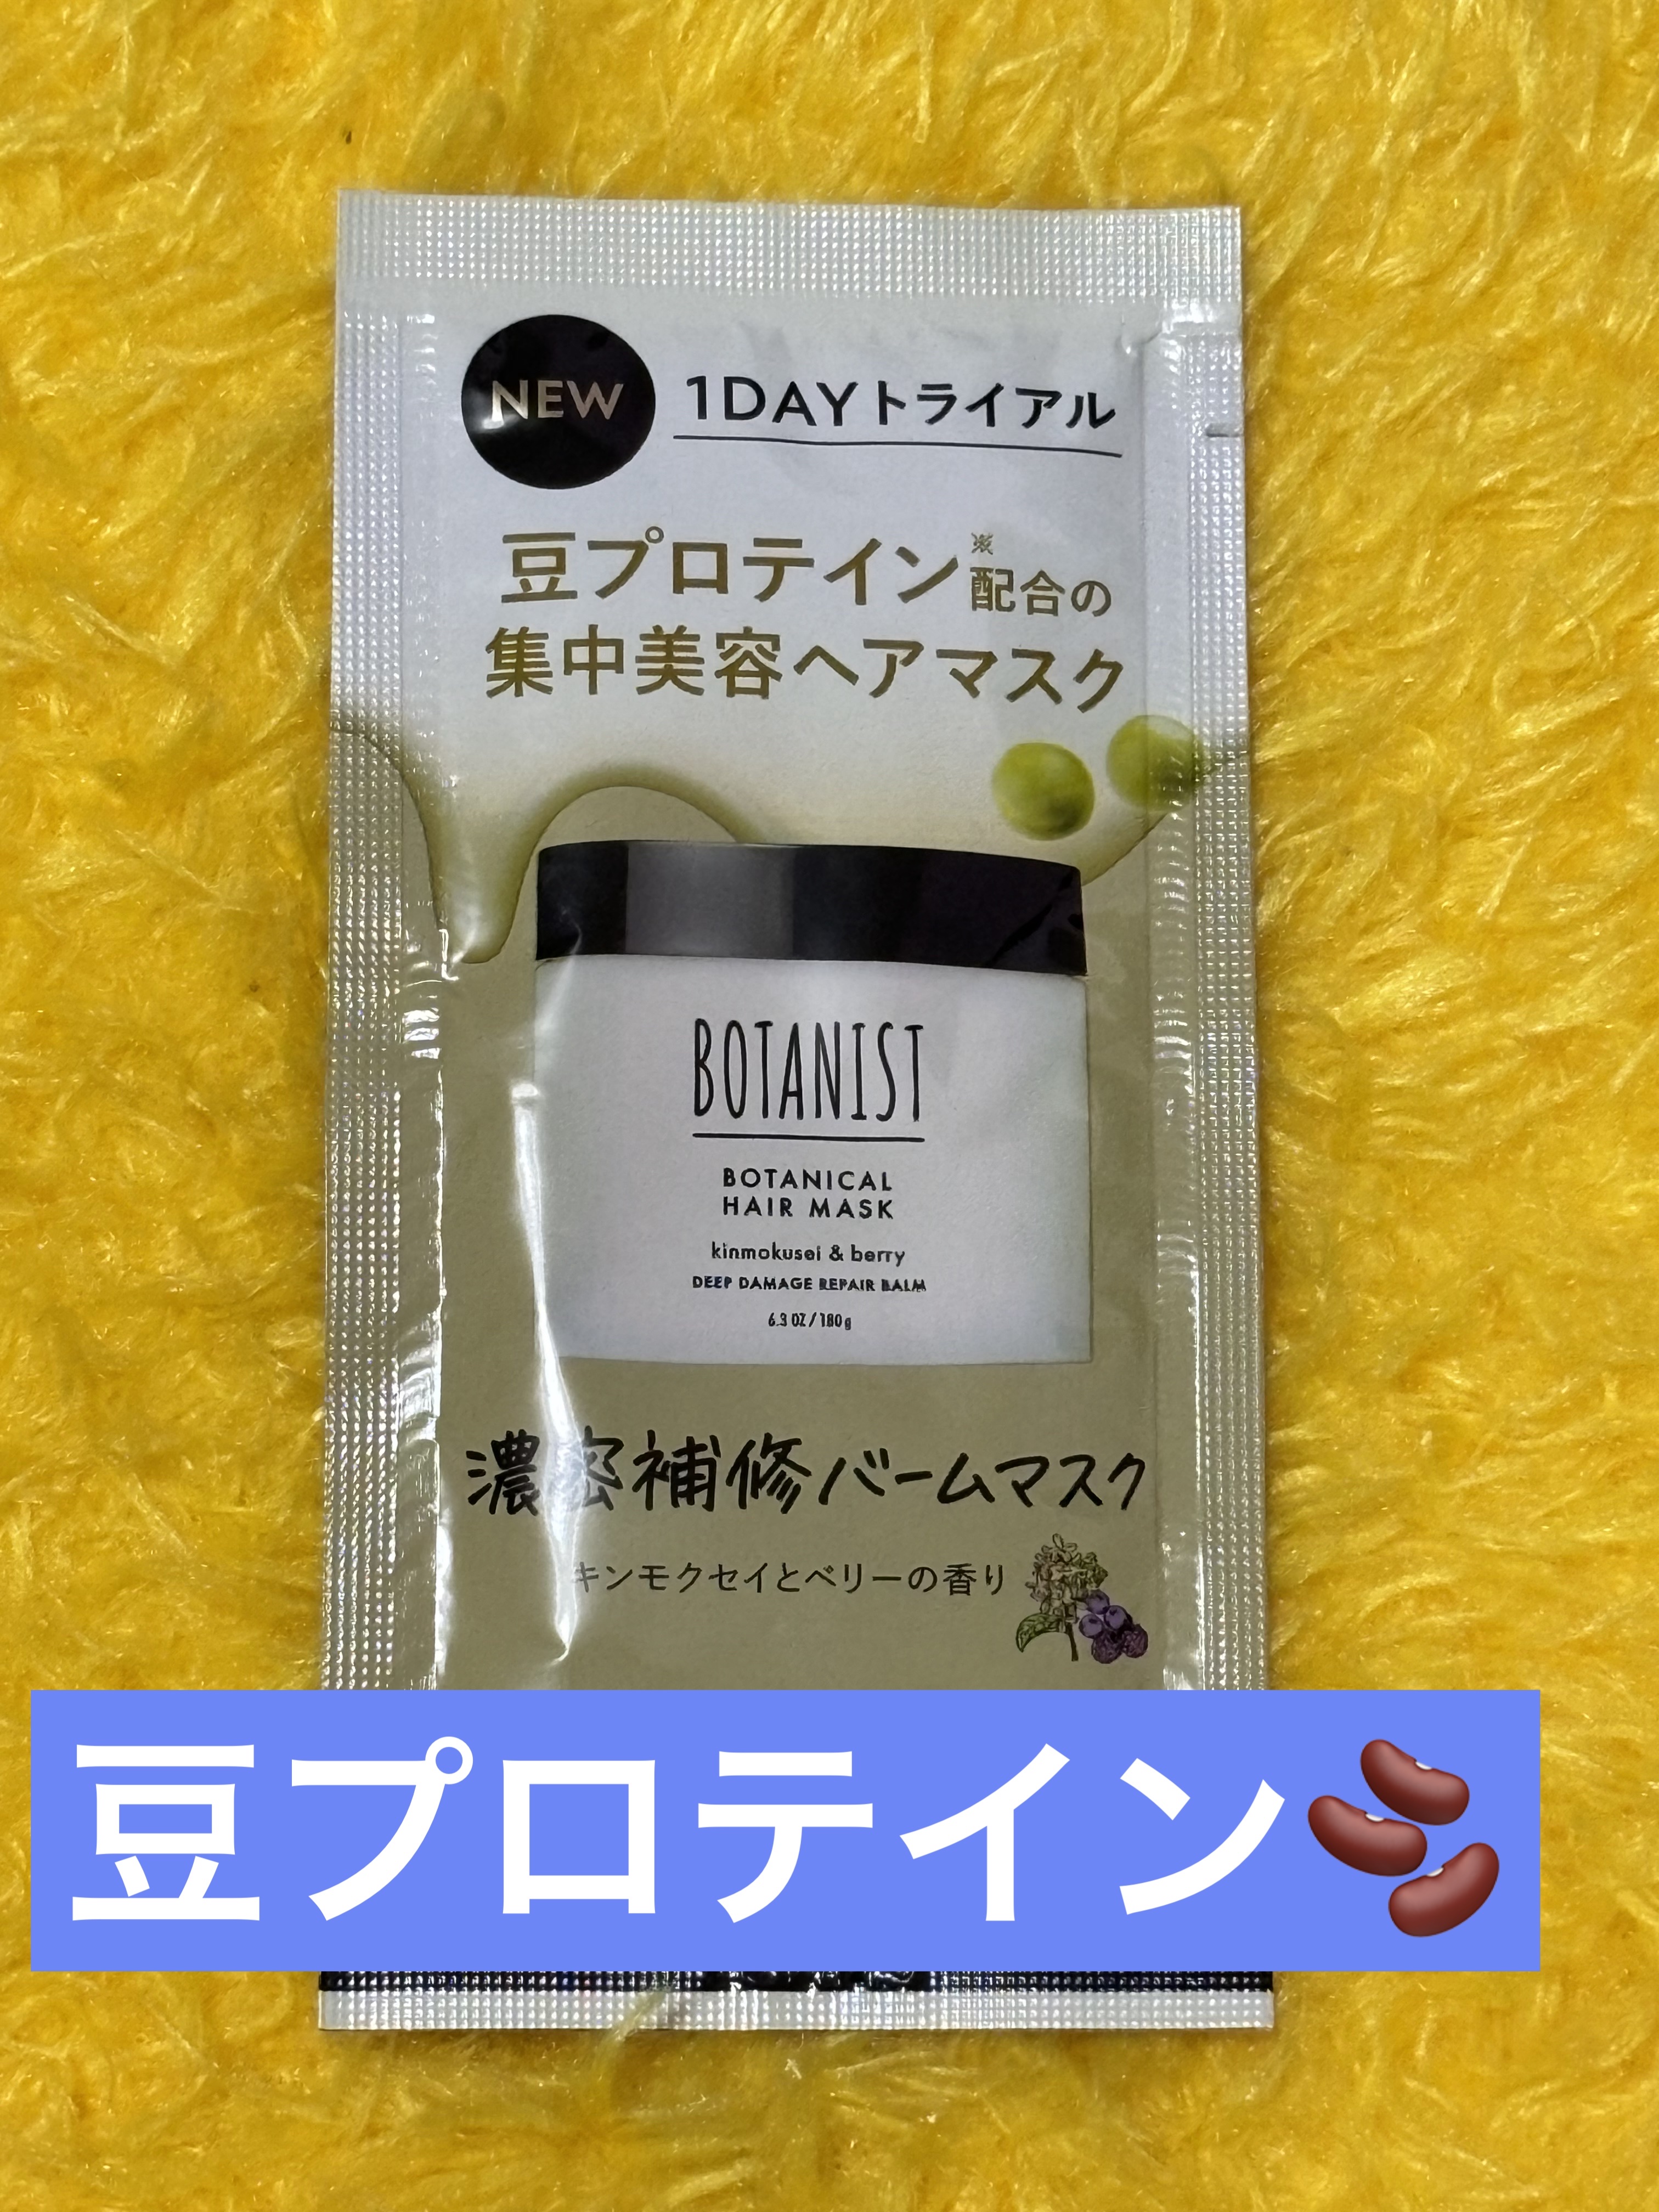 NEW
1DAYトライアル
豆プロテイン※配合の
集中美容ヘアマスク
BOTANIST
BOTANICAL
HAIR MASK
kinmokusei & berry
DEEP DAMAGE REPAIR BALM
6.3 OZ / 180g
濃密補修バームマスク
キンモクセイとベリーの香り
豆プロテイン🫘